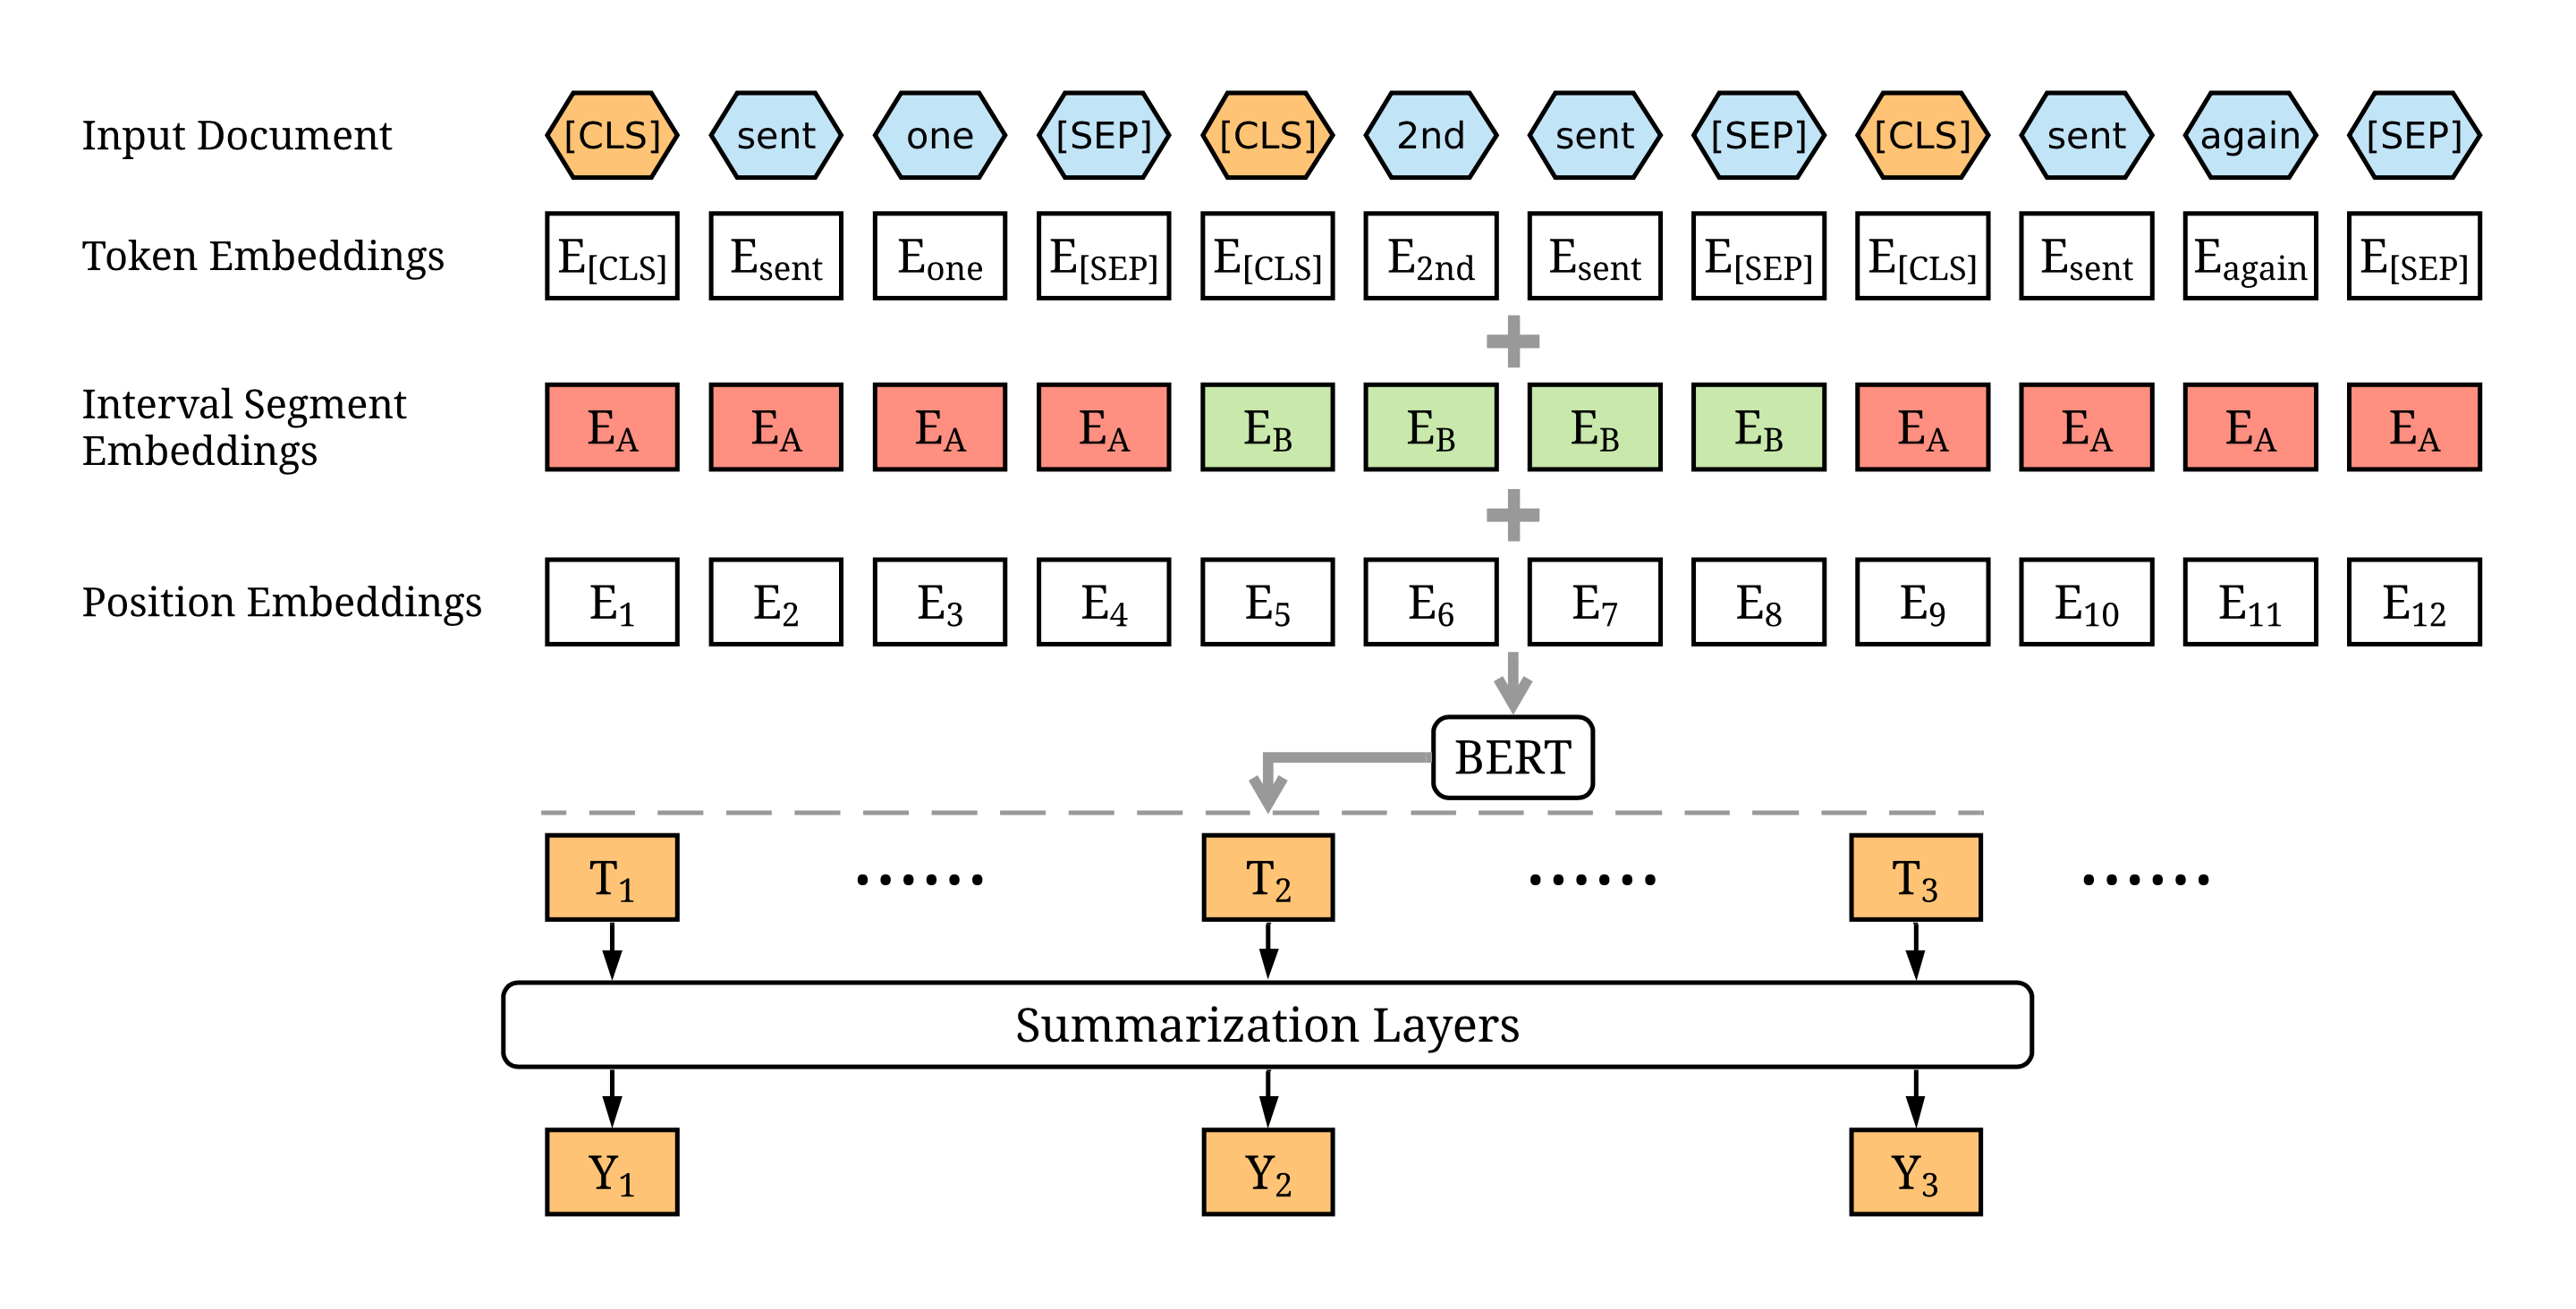 Input Document [CLS] sent one [SEP] [CLS] 2nd sent [SEP] [CLS] sent again [SEP]
Token Embeddings E[CLS] Esent Eone E[SEP] E[CLS] E2nd Esent E[SEP] E[CLS] Esent Eagain E[SEP]
+
Interval Segment
Embeddings
EA EA EA EA EB EB EB EB EA EA EA EA
+
Position Embeddings E1 E2 E3 E4 E5 E6 E7 E8 E9 E10 E11 E12
BERT
T1 ...... T2 ...... T3 ......
Summarization Layers
Y1 Y2 Y3